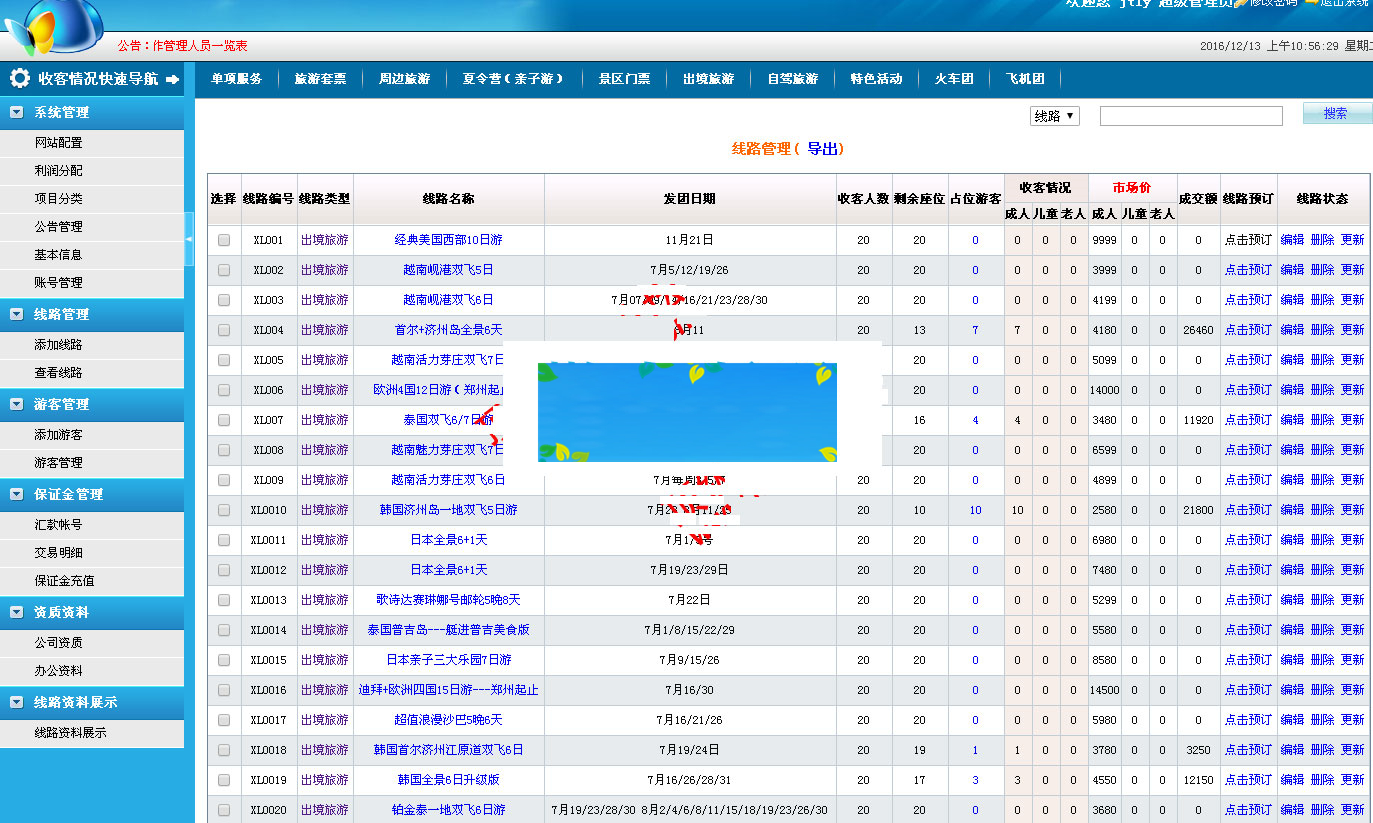 欢迎您 jtly 超级管理员 修改密码 退出系统
公告：作管理人员一览表
2016/12/13 上午10:56:29 星期
收客情况快速导航
单项服务 旅游套票 周边旅游 夏令营（亲子游） 景区门票 出境旅游 自驾旅游 特色活动 火车团 飞机团
系统管理
网站配置
利润分配
项目分类
公告管理
基本信息
账号管理
线路管理
添加线路
查看线路
游客管理
添加游客
游客管理
保证金管理
汇款帐号
交易明细
保证金充值
资质资料
公司资质
办公资料
线路资料展示
线路资料展示
线路 搜索
线路管理（ 导出）
选择 线路编号 线路类型 线路名称 发团日期 收客人数 剩余座位 占位游客 收客情况 市场价 成交额 线路预订 线路状态
成人 儿童 老人 成人 儿童 老人
XL001 出境旅游 经典美国西部10日游 11月21日 20 20 0 0 0 0 9999 0 0 0 点击预订 编辑 删除 更新
XL002 出境旅游 越南岘港双飞5日 7月5/12/19/26 20 20 0 0 0 0 3999 0 0 0 点击预订 编辑 删除 更新
XL003 出境旅游 越南岘港双飞6日 7月07/09/14/16/21/23/28/30 20 20 0 0 0 0 4199 0 0 0 点击预订 编辑 删除 更新
XL004 出境旅游 首尔+济州岛全景6天 月11 20 13 7 7 0 0 4180 0 0 26460 点击预订 编辑 删除 更新
XL005 出境旅游 越南活力芽庄双飞7日 20 0 0 0 0 5099 0 0 0 点击预订 编辑 删除 更新
XL006 出境旅游 欧洲4国12日游（郑州起止 20 0 0 0 0 14000 0 0 0 点击预订 编辑 删除 更新
XL007 出境旅游 泰国双飞6/7日游 16 4 4 0 0 3480 0 0 11920 点击预订 编辑 删除 更新
XL008 出境旅游 越南魅力芽庄双飞7日 20 0 0 0 0 6599 0 0 0 点击预订 编辑 删除 更新
XL009 出境旅游 越南活力芽庄双飞6日 7月每周 20 20 0 0 0 0 4899 0 0 0 点击预订 编辑 删除 更新
XL0010 出境旅游 韩国济州岛一地双飞5日游 7月2 月11/2 20 10 10 10 0 0 2580 0 0 21800 点击预订 编辑 删除 更新
XL0011 出境旅游 日本全景6+1天 7月1/ 号 20 20 0 0 0 0 6980 0 0 0 点击预订 编辑 删除 更新
XL0012 出境旅游 日本全景6+1天 7月19/23/29日 20 20 0 0 0 0 7480 0 0 0 点击预订 编辑 删除 更新
XL0013 出境旅游 歌诗达赛琳娜号邮轮5晚8天 7月22日 20 20 0 0 0 0 5299 0 0 0 点击预订 编辑 删除 更新
XL0014 出境旅游 泰国普吉岛---艇进普吉美食版 7月1/8/15/22/29 20 20 0 0 0 0 5580 0 0 0 点击预订 编辑 删除 更新
XL0015 出境旅游 日本亲子三大乐园7日游 7月9/15/26 20 20 0 0 0 0 8580 0 0 0 点击预订 编辑 删除 更新
XL0016 出境旅游 迪拜+欧洲四国15日游---郑州起止 7月16/30 20 20 0 0 0 0 14500 0 0 0 点击预订 编辑 删除 更新
XL0017 出境旅游 超值浪漫沙巴5晚6天 7月16/21/26 20 20 0 0 0 0 5980 0 0 0 点击预订 编辑 删除 更新
XL0018 出境旅游 韩国首尔济州江原道双飞6日 7月19/24日 20 19 1 1 0 0 3780 0 0 3250 点击预订 编辑 删除 更新
XL0019 出境旅游 韩国全景6日升级版 7月16/26/28/31 20 17 3 3 0 0 4550 0 0 12150 点击预订 编辑 删除 更新
XL0020 出境旅游 铂金泰一地双飞6日游 7月19/23/28/30 8月2/4/6/8/11/15/18/19/23/26/30 20 20 0 0 0 0 3680 0 0 0 点击预订 编辑 删除 更新